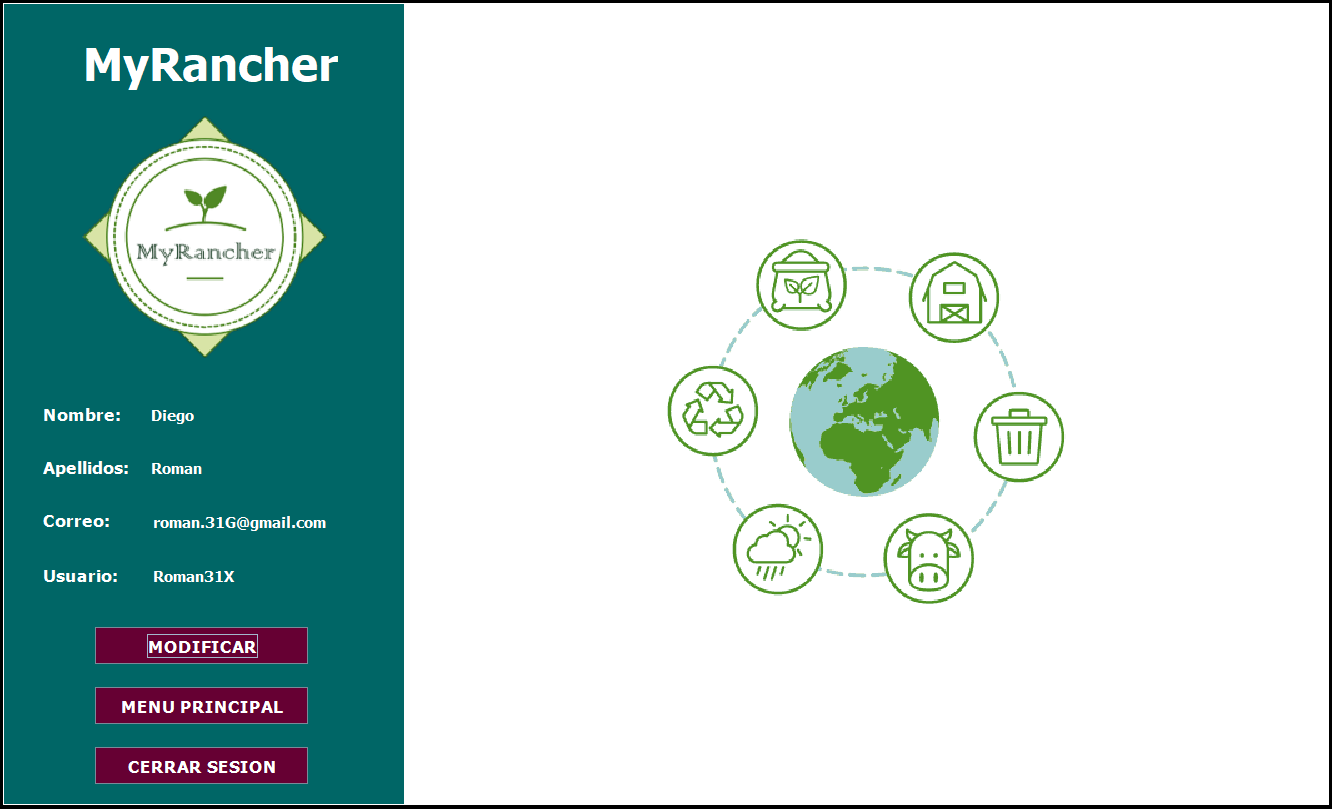 MyRancher
MyRancher
Nombre: Diego
Apellidos: Roman
Correo: roman.31G@gmail.com
Usuario: Roman31X
MODIFICAR
MENU PRINCIPAL
CERRAR SESION